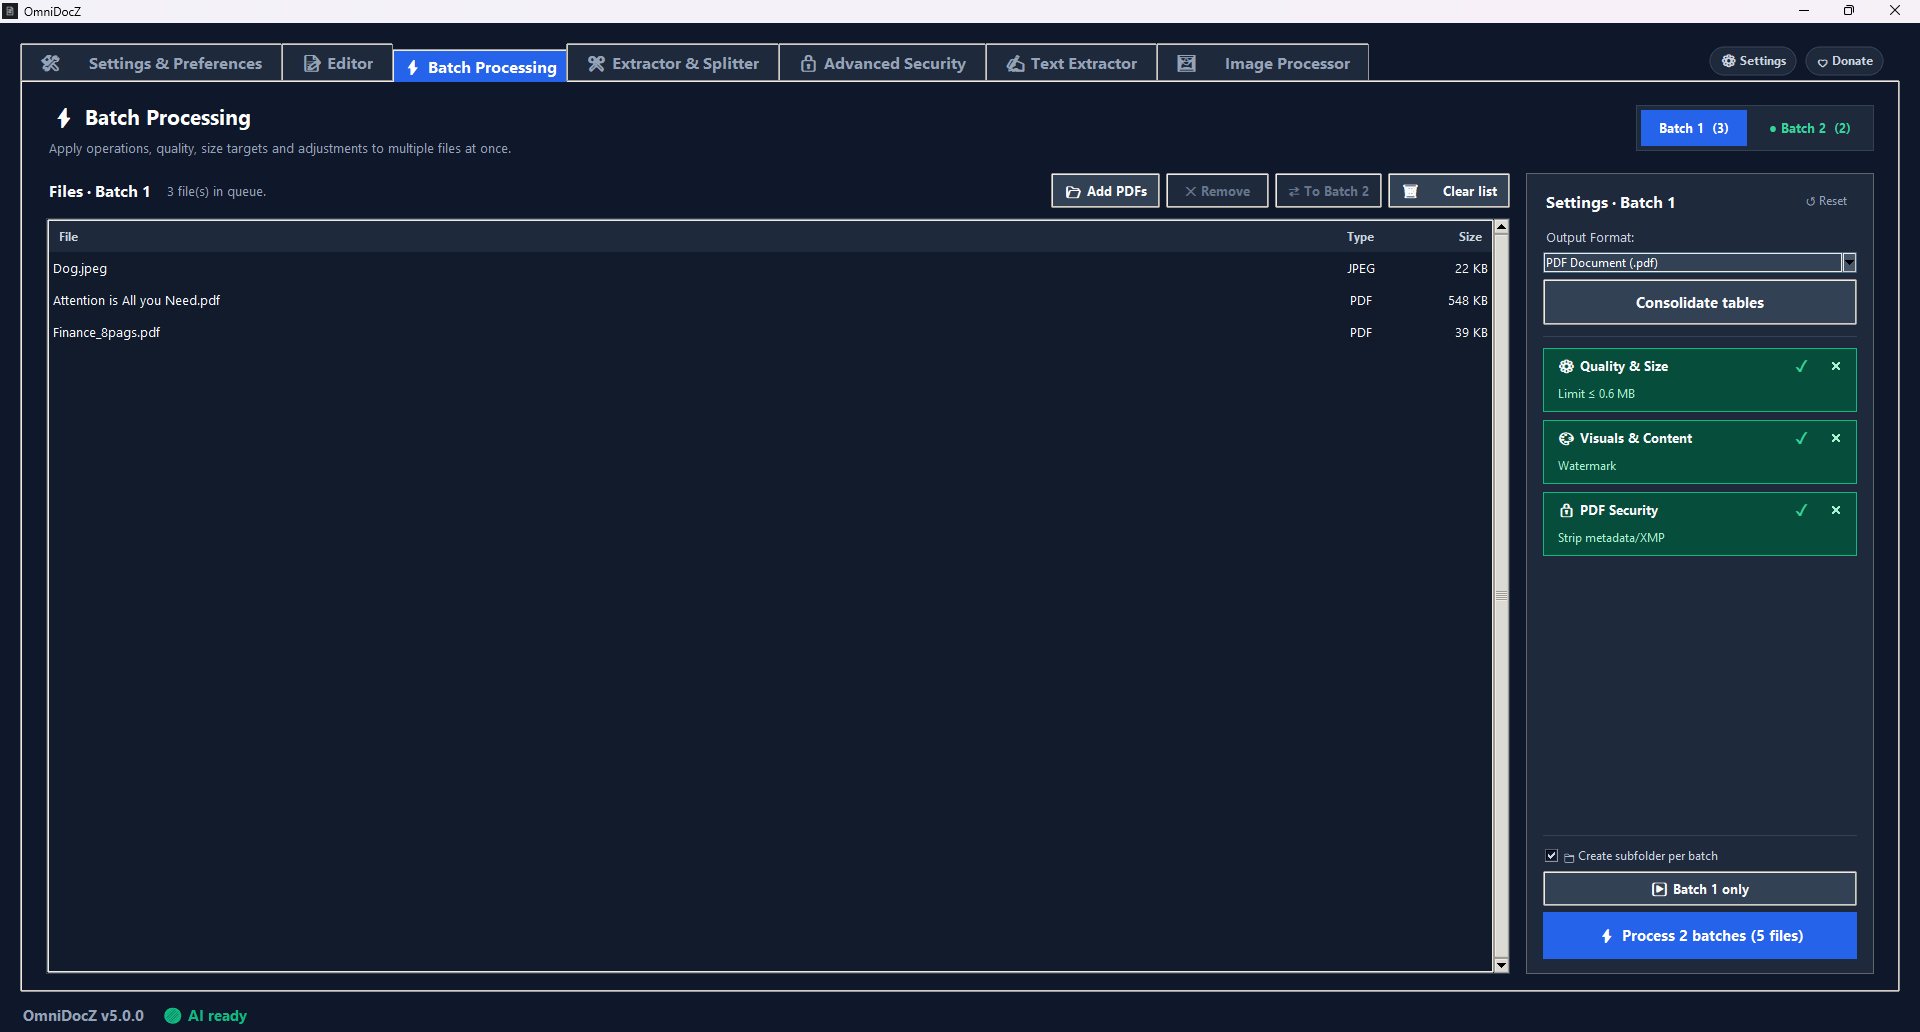 OmniDocZ
Settings & Preferences
Editor
Batch Processing
Extractor & Splitter
Advanced Security
Text Extractor
Image Processor
Settings
Donate
Batch Processing
Apply operations, quality, size targets and adjustments to multiple files at once.
Batch 1 (3)
● Batch 2 (2)
Files · Batch 1
3 file(s) in queue.
Add PDFs
✕ Remove
⇄ To Batch 2
Clear list
File Type Size
Dog.jpeg JPEG 22 KB
Attention is All you Need.pdf PDF 548 KB
Finance_8pags.pdf PDF 39 KB
Settings · Batch 1
↺ Reset
Output Format:
PDF Document (.pdf)
Consolidate tables
Quality & Size ✓ ✕
Limit ≤ 0.6 MB
Visuals & Content ✓ ✕
Watermark
PDF Security ✓ ✕
Strip metadata/XMP
Create subfolder per batch
Batch 1 only
Process 2 batches (5 files)
OmniDocZ v5.0.0
AI ready